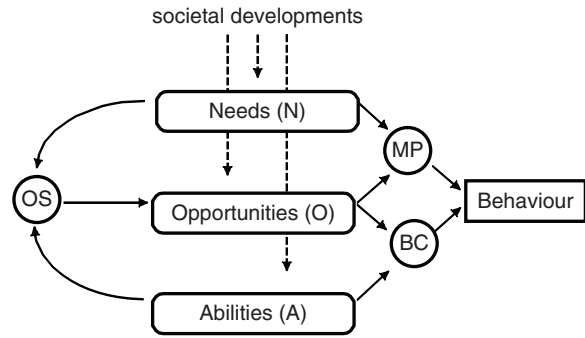 societal developments
Needs (N)
MP
OS
Opportunities (O)
Behaviour
BC
Abilities (A)